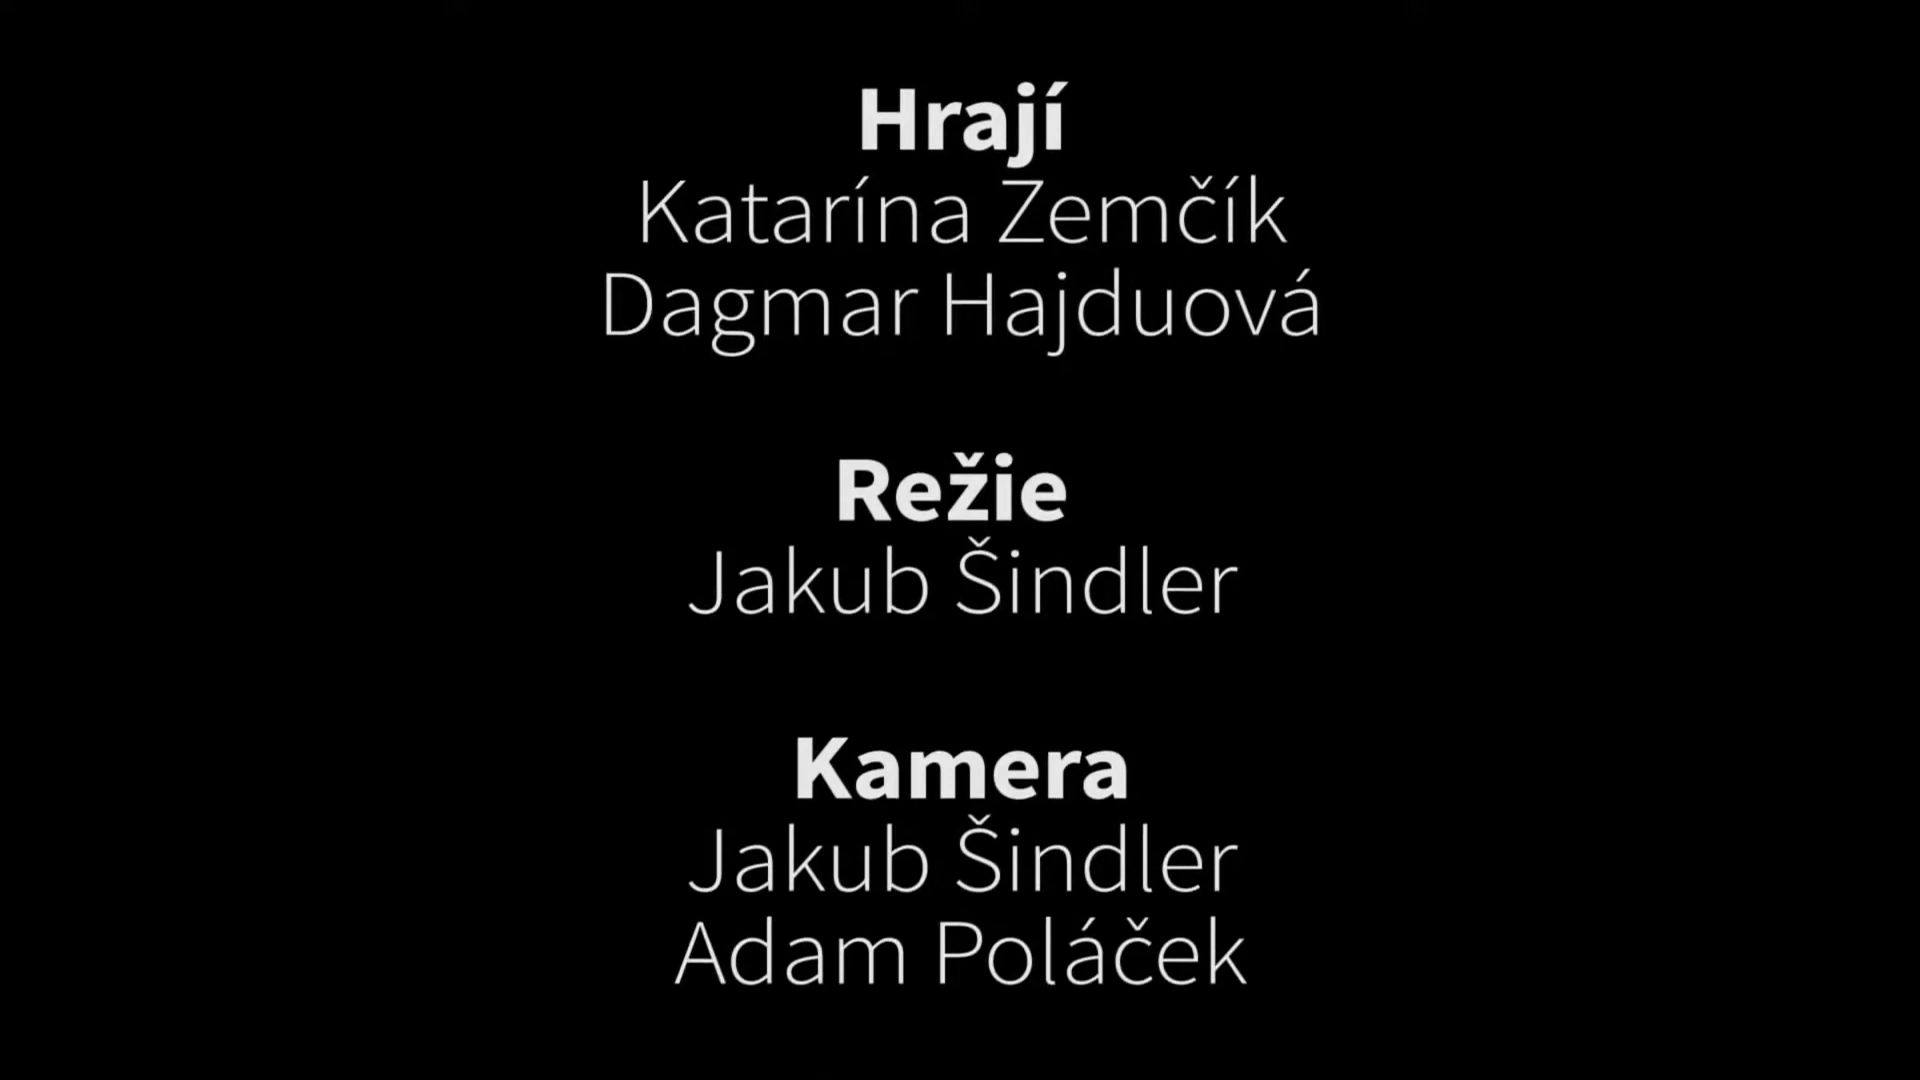 Hrají
Katarína Zemčík
Dagmar Hajduová
Režie
Jakub Šindler
Kamera
Jakub Šindler
Adam Poláček